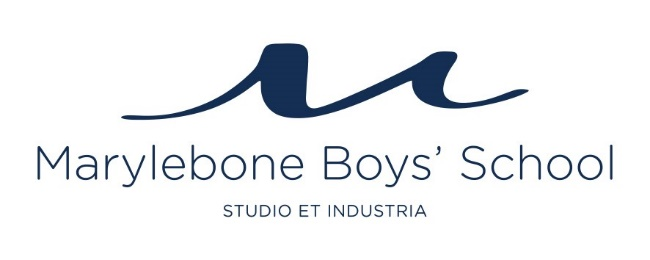 Marylebone Boys’ School
STUDIO ET INDUSTRIA